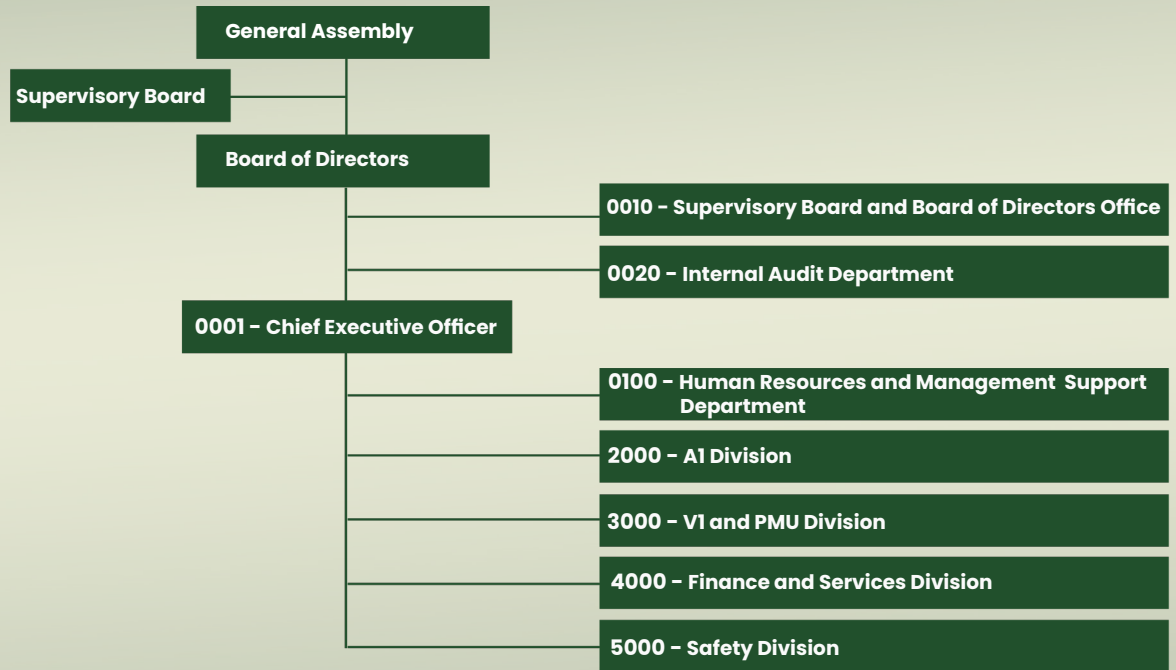 General Assembly
Supervisory Board
Board of Directors
0010 - Supervisory Board and Board of Directors Office
0020 - Internal Audit Department
0001 - Chief Executive Officer
0100 - Human Resources and Management Support
Department
2000 - A1 Division
3000 - V1 and PMU Division
4000 - Finance and Services Division
5000 - Safety Division